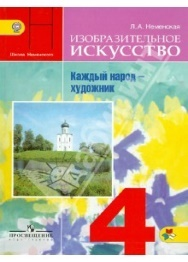 Л.А. Неменская
ИЗОБРАЗИТЕЛЬНОЕ
ИСКУССТВО
Каждый народ –
художник
4
ПРОСВЕЩЕНИЕ